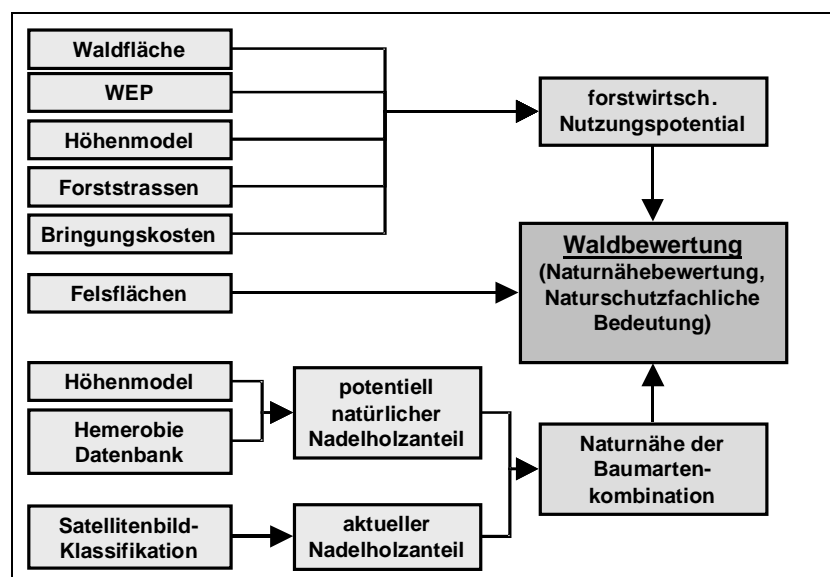 Waldfläche
WEP
Höhenmodel
Forststrassen
Bringungskosten
forstwirtsch.
Nutzungspotential
Felsflächen
Waldbewertung
(Naturnähebewertung,
Naturschutzfachliche
Bedeutung)
Höhenmodel
Hemerobie
Datenbank
potentiell
natürlicher
Nadelholzanteil
Satellitenbild-
Klassifikation
aktueller
Nadelholzanteil
Naturnähe der
Baumarten-
kombination